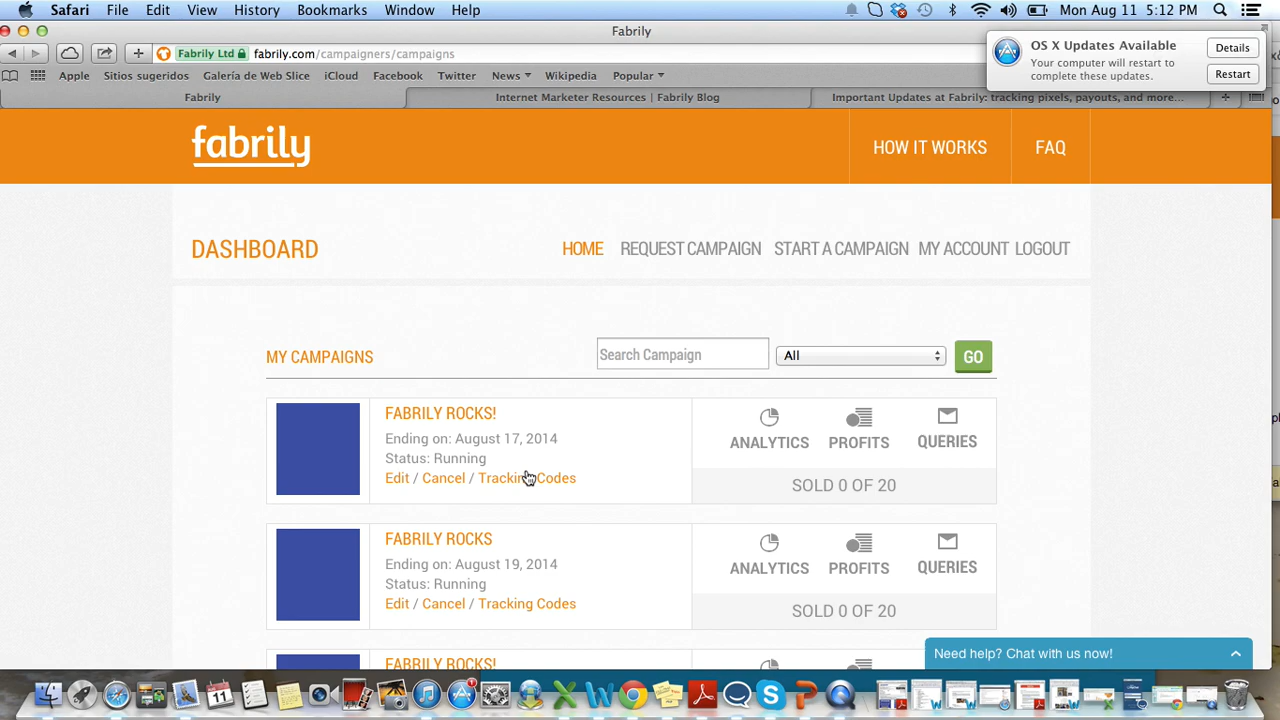 Safari File Edit View History Bookmarks Window Help Mon Aug 11 5:12 PM
Fabrily
Fabrily Ltd fabrily.com/campaigners/campaigns
OS X Updates Available
Your computer will restart to
complete these updates.
Details
Restart
Apple Sitios sugeridos Galería de Web Slice iCloud Facebook Twitter News Wikipedia Popular
Fabrily
Internet Marketer Resources | Fabrily Blog
Important Updates at Fabrily: tracking pixels, payouts, and more...
fabrily
HOW IT WORKS
FAQ
DASHBOARD
HOME REQUEST CAMPAIGN START A CAMPAIGN MY ACCOUNT LOGOUT
MY CAMPAIGNS
Search Campaign
All
GO
FABRILY ROCKS!
Ending on: August 17, 2014
Status: Running
Edit / Cancel / Tracking Codes
ANALYTICS PROFITS QUERIES
SOLD 0 OF 20
FABRILY ROCKS
Ending on: August 19, 2014
Status: Running
Edit / Cancel / Tracking Codes
ANALYTICS PROFITS QUERIES
SOLD 0 OF 20
FABRILY ROCKS!
Need help? Chat with us now!